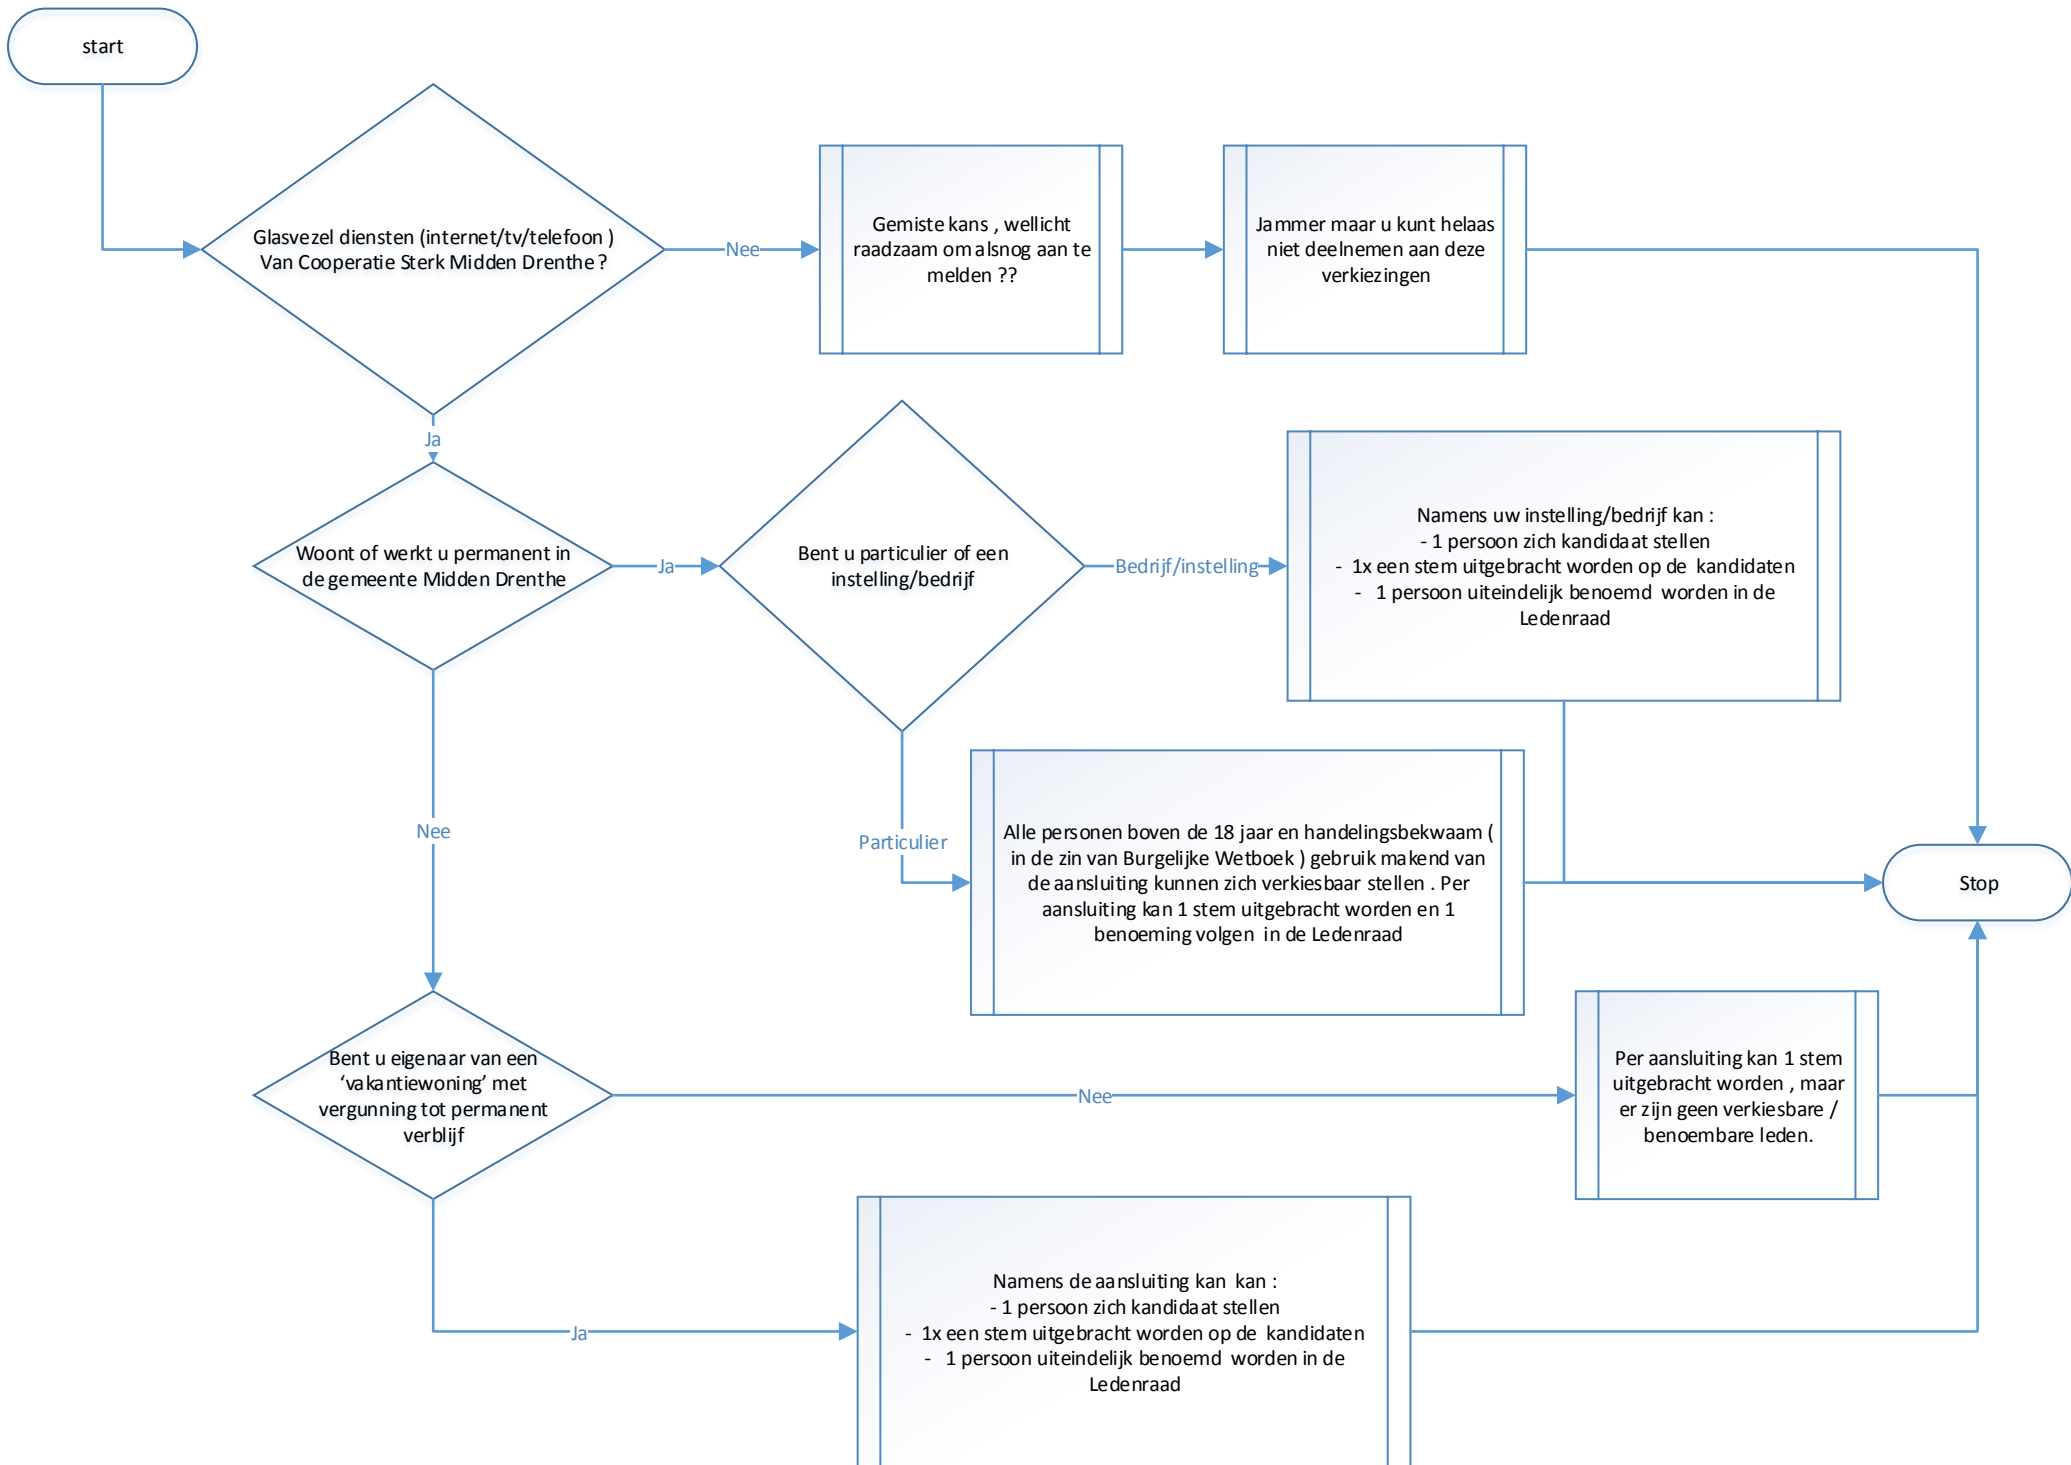 start
Glasvezel diensten (internet/tv/telefoon )
Van Cooperatie Sterk Midden Drenthe ?
Nee
Gemiste kans , wellicht
raadzaam om alsnog aan te
melden ??
Jammer maar u kunt helaas
niet deelnemen aan deze
verkiezingen
Ja
Woont of werkt u permanent in
de gemeente Midden Drenthe
Ja
Bent u particulier of een
instelling/bedrijf
Bedrijf/instelling
Namens uw instelling/bedrijf kan :
- 1 persoon zich kandidaat stellen
- 1x een stem uitgebracht worden op de kandidaten
- 1 persoon uiteindelijk benoemd worden in de
Ledenraad
Nee
Particulier
Alle personen boven de 18 jaar en handelingsbekwaam (
in de zin van Burgelijke Wetboek ) gebruik makend van
de aansluiting kunnen zich verkiesbaar stellen . Per
aansluiting kan 1 stem uitgebracht worden en 1
benoeming volgen in de Ledenraad
Stop
Bent u eigenaar van een
‘vakantiewoning’ met
vergunning tot permanent
verblijf
Nee
Per aansluiting kan 1 stem
uitgebracht worden , maar
er zijn geen verkiesbare /
benoembare leden.
Ja
Namens de aansluiting kan kan :
- 1 persoon zich kandidaat stellen
- 1x een stem uitgebracht worden op de kandidaten
- 1 persoon uiteindelijk benoemd worden in de
Ledenraad